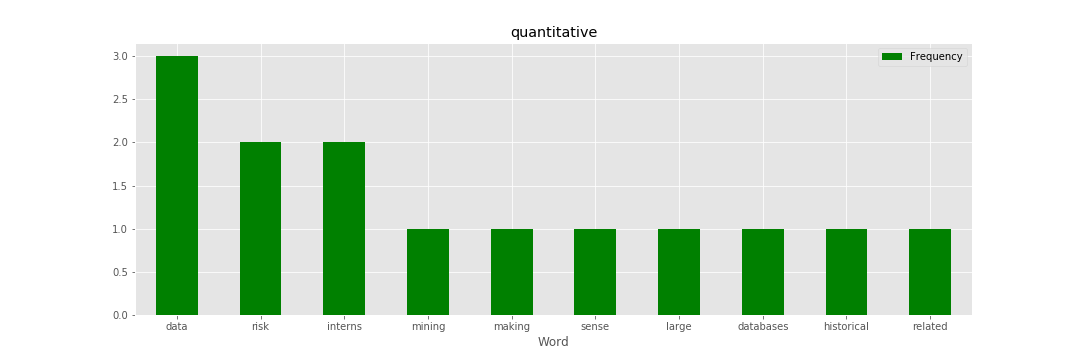 quantitative
Frequency
3.0
2.5
2.0
1.5
1.0
0.5
0.0
data risk interns mining making sense large databases historical related
Word